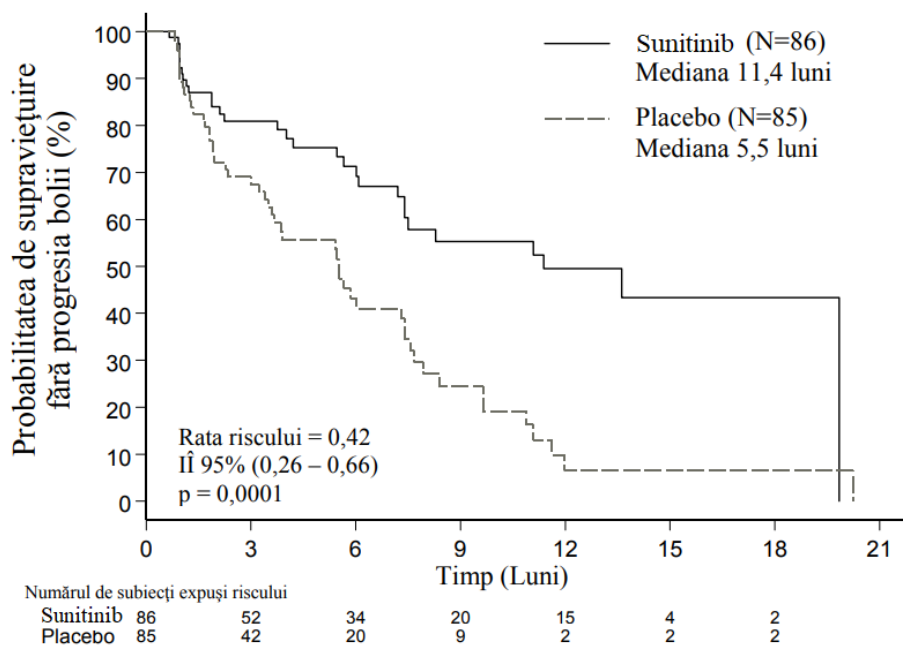 Probabilitatea de supraviețuire
fără progresia bolii (%)
100
90
80
70
60
50
40
30
20
10
0
Sunitinib (N=86)
Mediana 11,4 luni
Placebo (N=85)
Mediana 5,5 luni
Rata riscului = 0,42
IÎ 95% (0,26 – 0,66)
p = 0,0001
0 3 6 9 12 15 18 21
Timp (Luni)
Numărul de subiecți expuși riscului
Sunitinib 86 52 34 20 15 4 2
Placebo 85 42 20 9 2 2 2